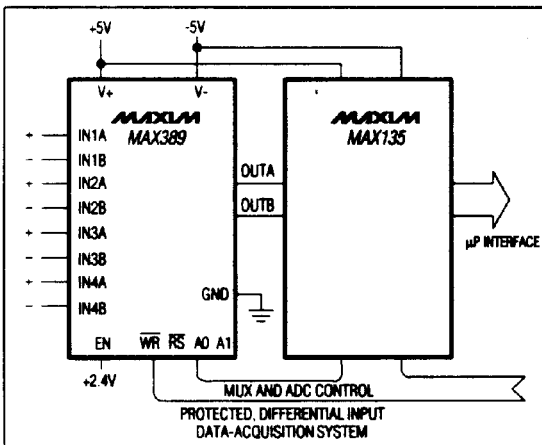 +5V -5V
V+ V-
MAXIM MAXIM
MAX389 MAX135
+ IN1A
- IN1B
+ IN2A OUTA
- IN2B OUTB
+ IN3A
- IN3B
µP INTERFACE
+ IN4A
- IN4B
GND
EN WR RS A0 A1
+2.4V
MUX AND ADC CONTROL
PROTECTED, DIFFERENTIAL INPUT
DATA-ACQUISITION SYSTEM